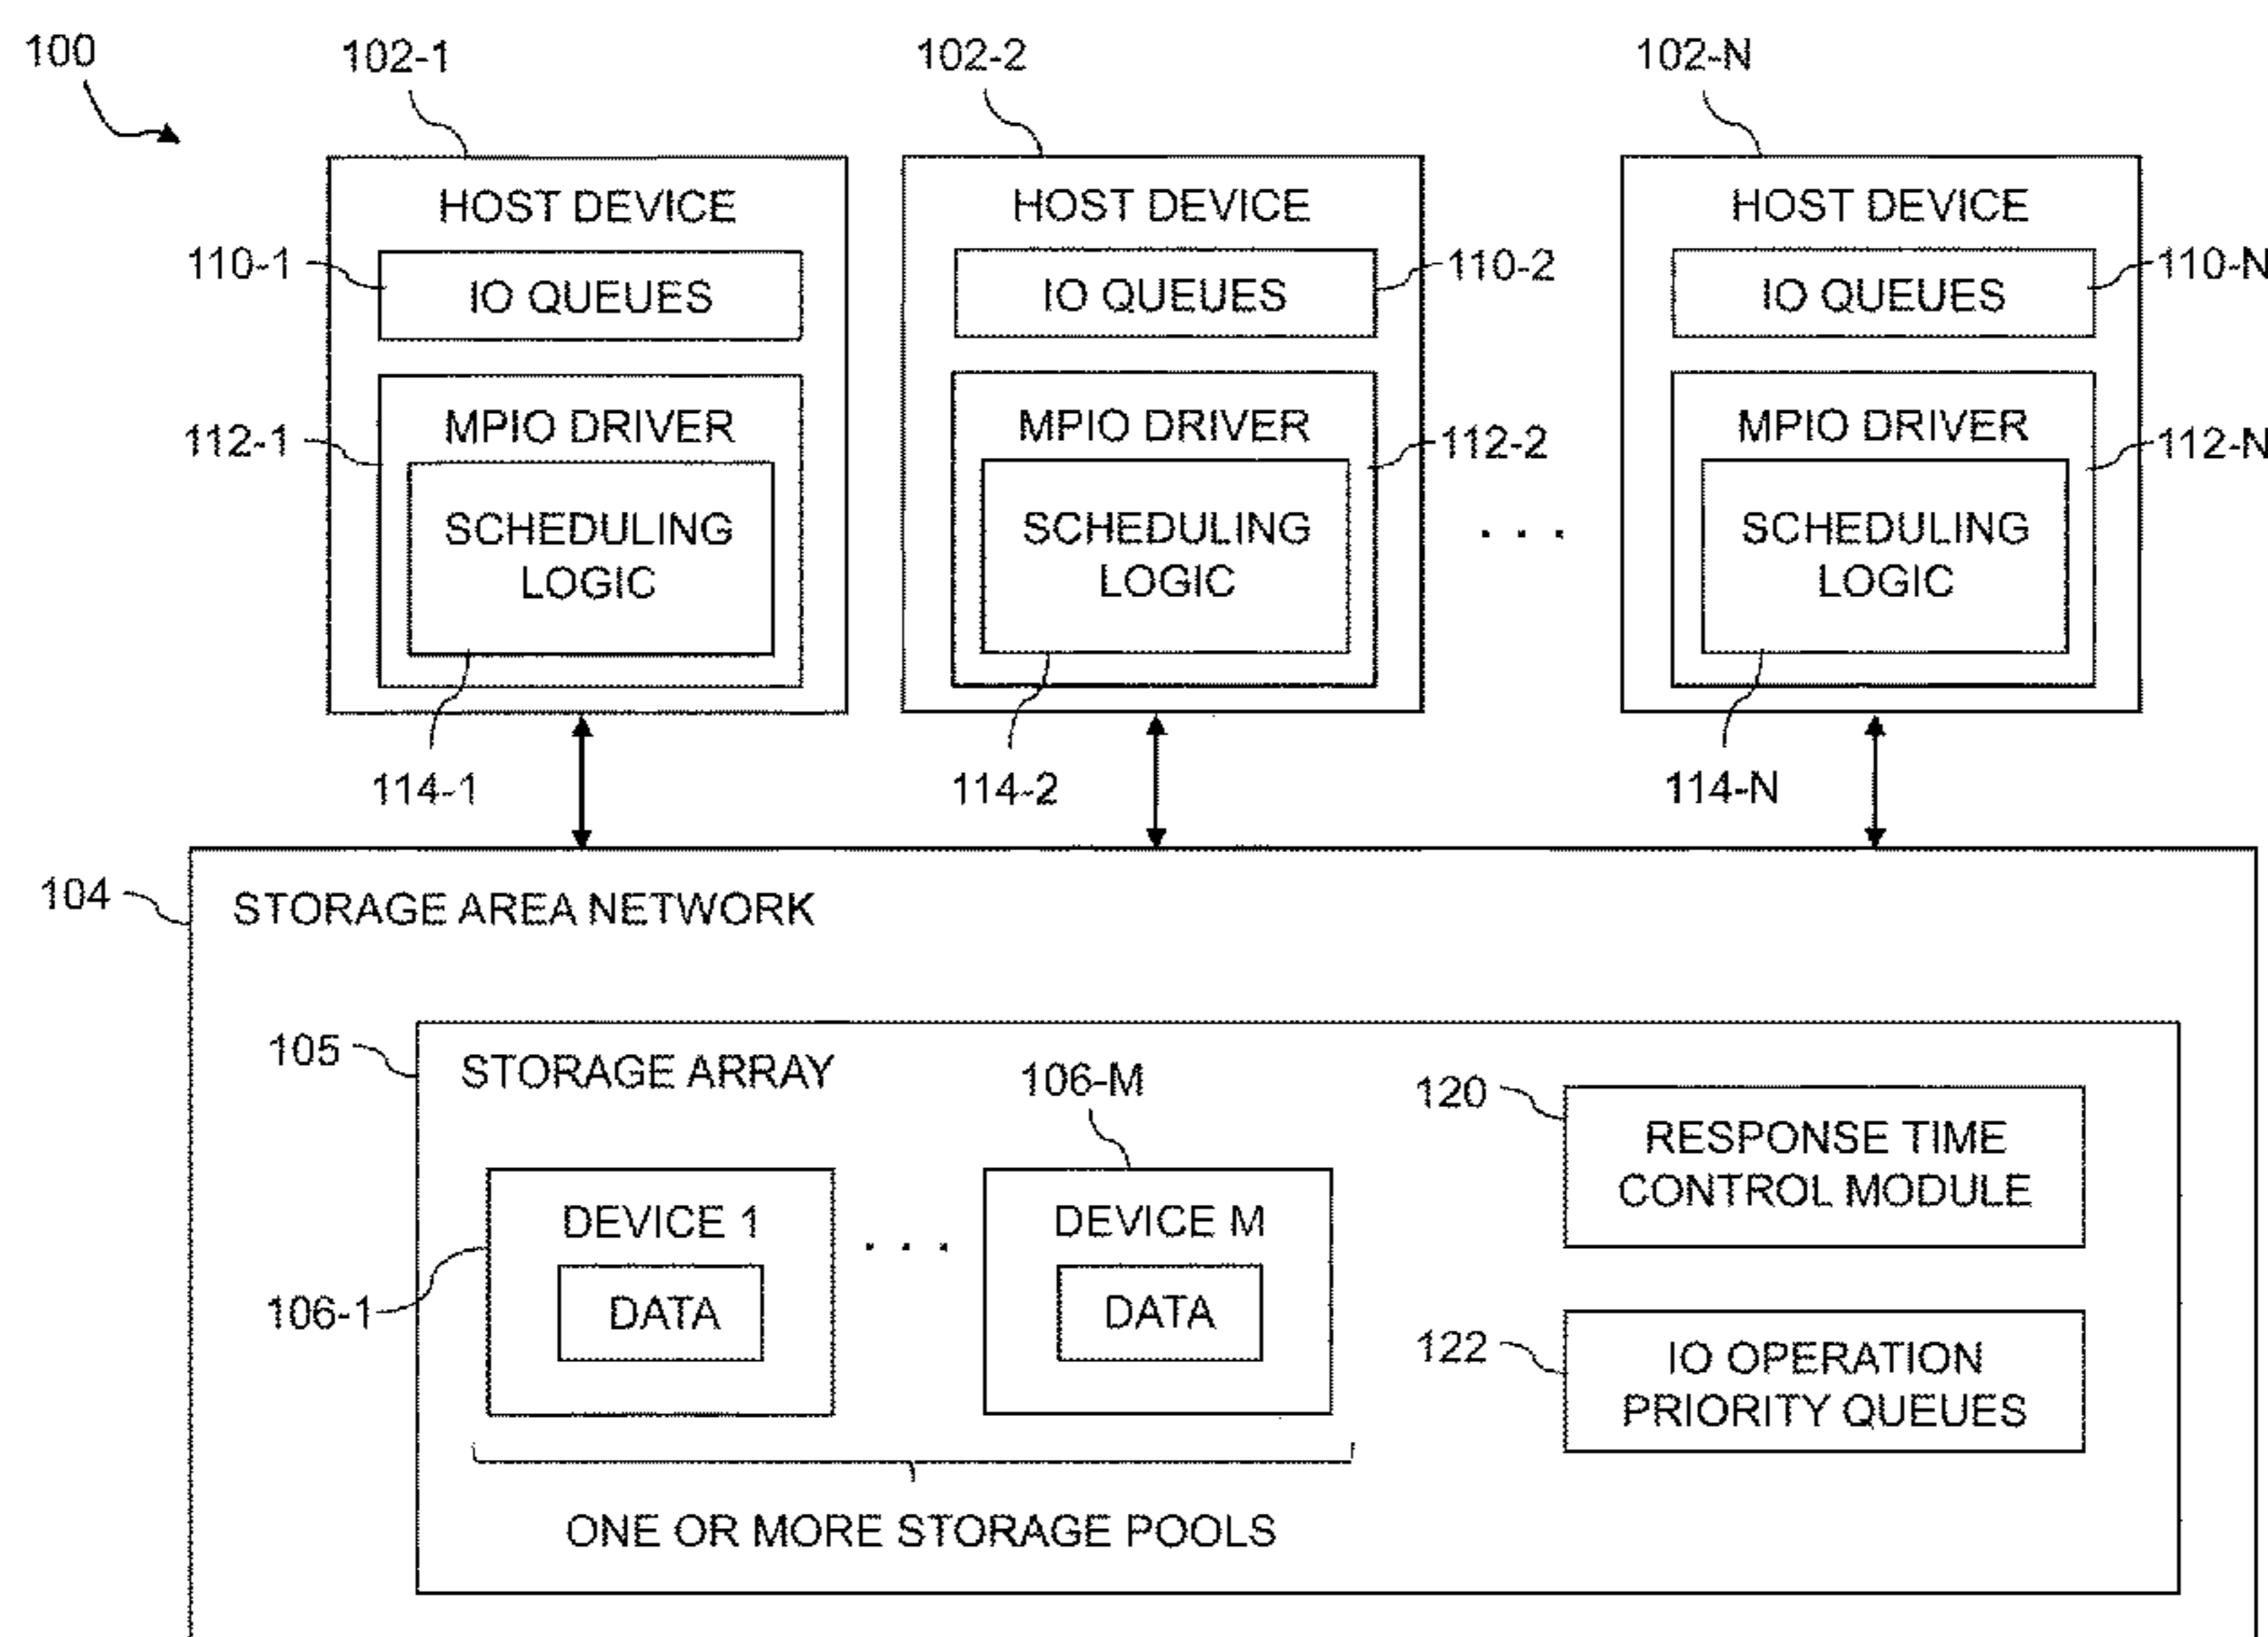 100
102-1
102-2
102-N
HOST DEVICE
HOST DEVICE
HOST DEVICE
110-1
IO QUEUES
IO QUEUES
110-2
IO QUEUES
110-N
112-1
MPIO DRIVER
MPIO DRIVER
112-2
MPIO DRIVER
112-N
SCHEDULING
LOGIC
SCHEDULING
LOGIC
. . .
SCHEDULING
LOGIC
114-1
114-2
114-N
104
STORAGE AREA NETWORK
105
STORAGE ARRAY
106-M
120
RESPONSE TIME
CONTROL MODULE
DEVICE 1
. . .
DEVICE M
106-1
DATA
DATA
122
IO OPERATION
PRIORITY QUEUES
ONE OR MORE STORAGE POOLS